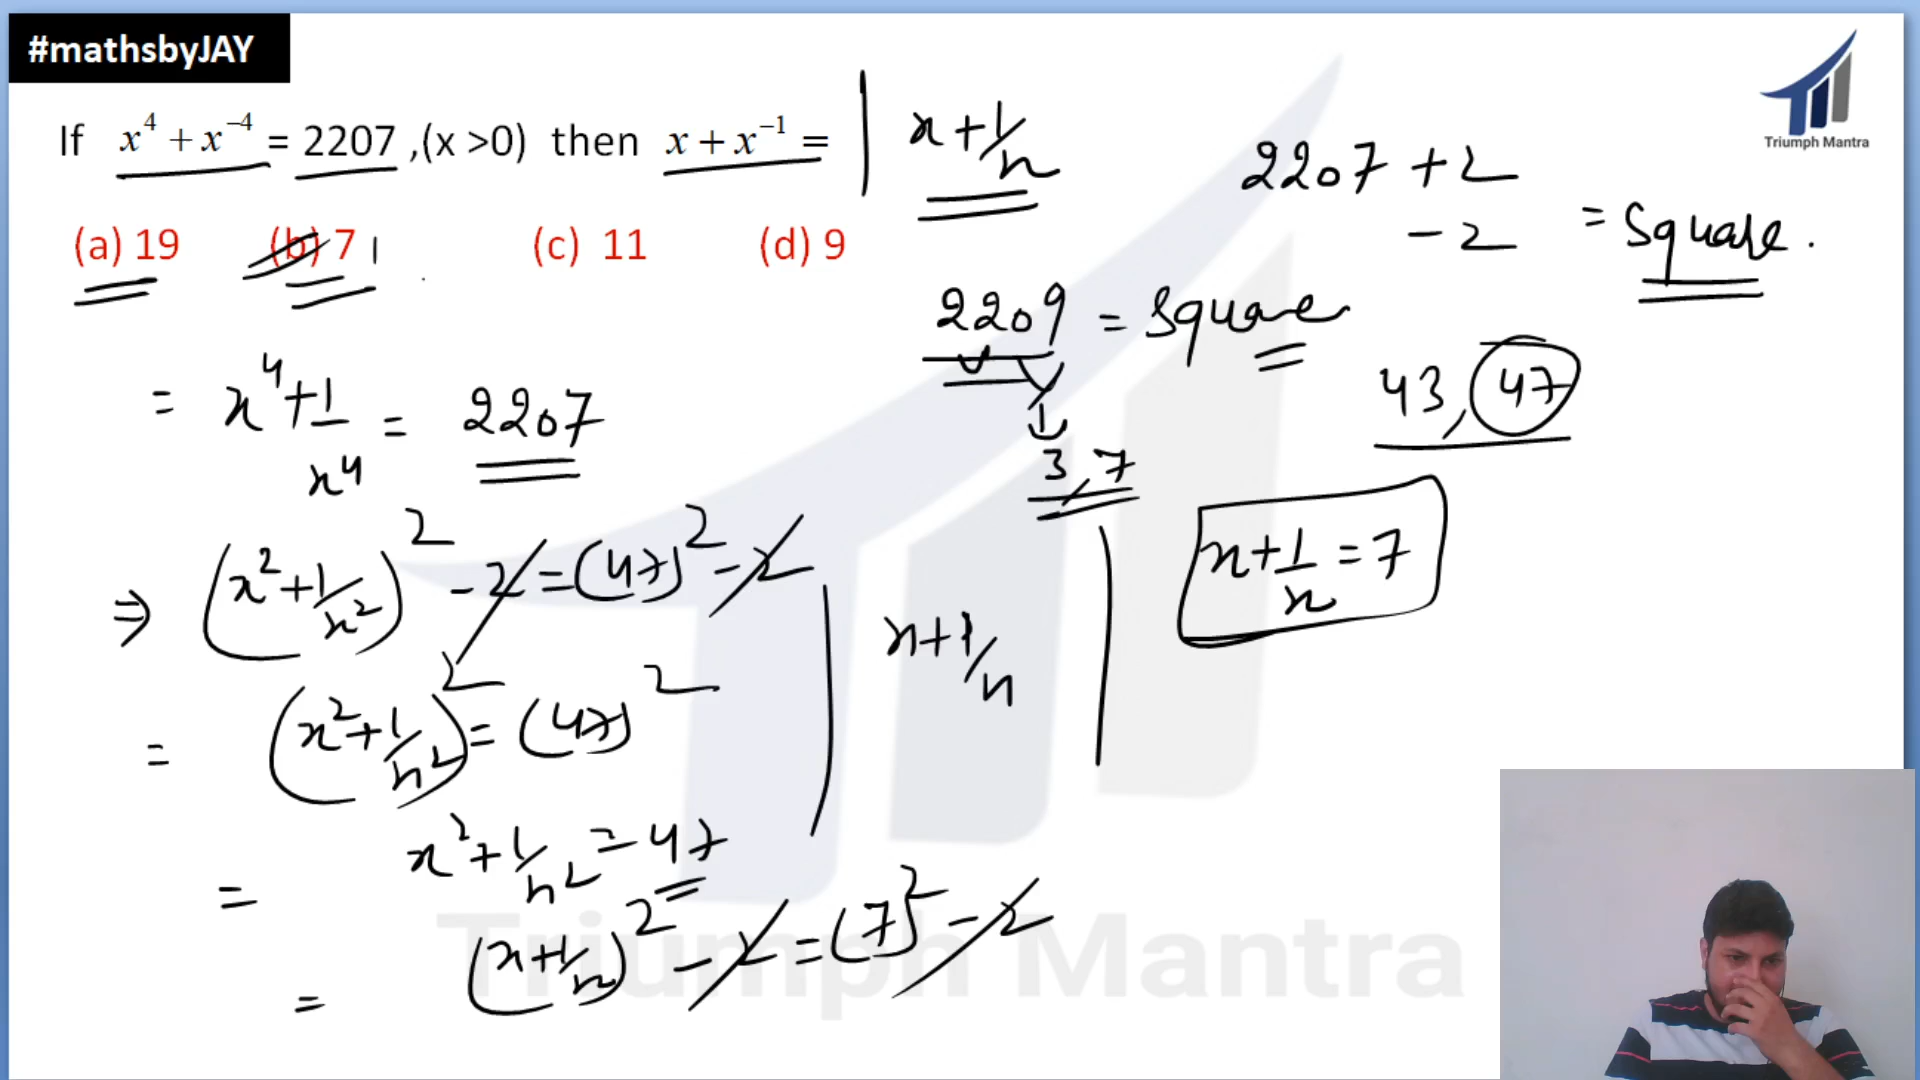 #mathsbyJAY
Triumph Mantra
If x⁴ + x⁻⁴ = 2207 ,(x >0) then x + x⁻¹ =
(a) 19 (b) 7 (c) 11 (d) 9
x + 1/x
2207 + 2
- 2
= Square.
2209 = Square
3, 7
43, 47
= x⁴ + 1/x⁴ = 2207
⇒ (x² + 1/x²)² - 2 = (47)² - 2
= (x² + 1/x²)² = (47)²
= x² + 1/x² = 47
= (x + 1/x)² - 2 = (7)² - 2
x + 1/x
x + 1/x = 7
Triumph Mantra